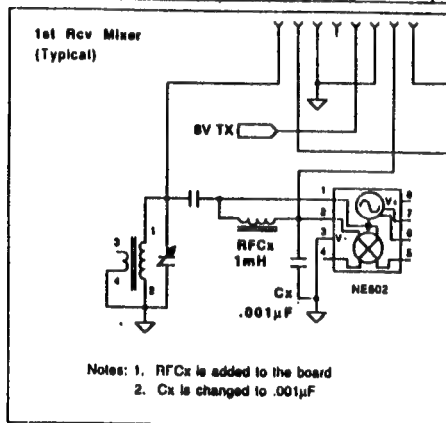 1st Rcv Mixer
(Typical)
8V TX
1
2
3
4
1
2
3
4
8
7
6
5
V+
V-
RFCx
1mH
Cx
.001µF
NE602
Notes: 1. RFCx is added to the board
2. Cx is changed to .001µF